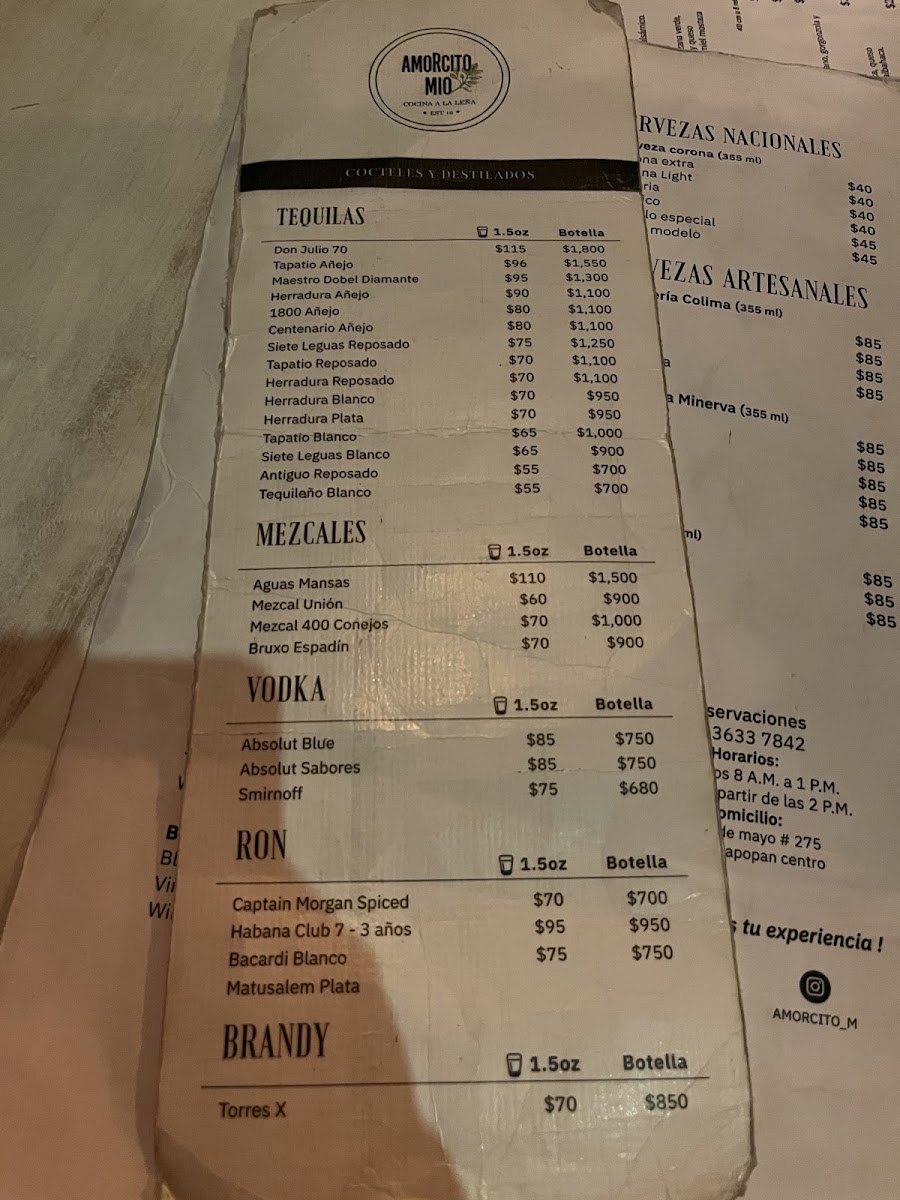 AMORCITO
MIO
COCINA A LA LEÑA
• EST 18 •
COCTELES Y DESTILADOS
TEQUILAS
1.5oz Botella
Don Julio 70 $115 $1,800
Tapatio Añejo $96 $1,550
Maestro Dobel Diamante $95 $1,300
Herradura Añejo $90 $1,100
1800 Añejo $80 $1,100
Centenario Añejo $80 $1,100
Siete Leguas Reposado $75 $1,250
Tapatio Reposado $70 $1,100
Herradura Reposado $70 $1,100
Herradura Blanco $70 $950
Herradura Plata $70 $950
Tapatio Blanco $65 $1,000
Siete Leguas Blanco $65 $900
Antiguo Reposado $55 $700
Tequileño Blanco $55 $700
MEZCALES
1.5oz Botella
Aguas Mansas $110 $1,500
Mezcal Unión $60 $900
Mezcal 400 Conejos $70 $1,000
Bruxo Espadín $70 $900
VODKA
1.5oz Botella
Absolut Blue $85 $750
Absolut Sabores $85 $750
Smirnoff $75 $680
RON
1.5oz Botella
Captain Morgan Spiced $70 $700
Habana Club 7 - 3 años $95 $950
Bacardi Blanco $75 $750
Matusalem Plata
BRANDY
1.5oz Botella
Torres X $70 $850
RVEZAS NACIONALES
veza corona (355 ml)
na extra $40
na Light $40
ria $40
co $40
lo especial $45
modelo $45
VEZAS ARTESANALES
ería Colima (355 ml)
$85
$85
a $85
$85
a Minerva (355 ml)
$85
$85
$85
$85
$85
ml)
$85
$85
$85
servaciones
3633 7842
Horarios:
os 8 A.M. a 1 P.M.
partir de las 2 P.M.
omicilio:
de mayo # 275
apopan centro
s tu experiencia !
AMORCITO_M
B
Bl
Vi
Wi